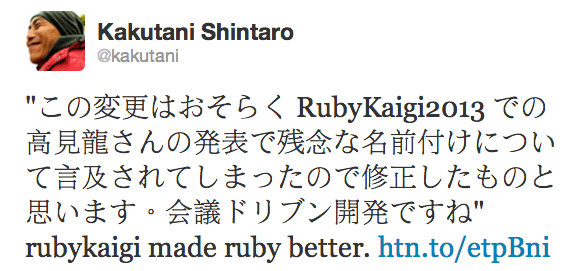 Kakutani Shintaro
@kakutani
"この変更はおそらく RubyKaigi2013 での
高見龍さんの発表で残念な名前付けについ
て言及されてしまったので修正したものと
思います。会議ドリブン開発ですね"
rubykaigi made ruby better. htn.to/etpBni